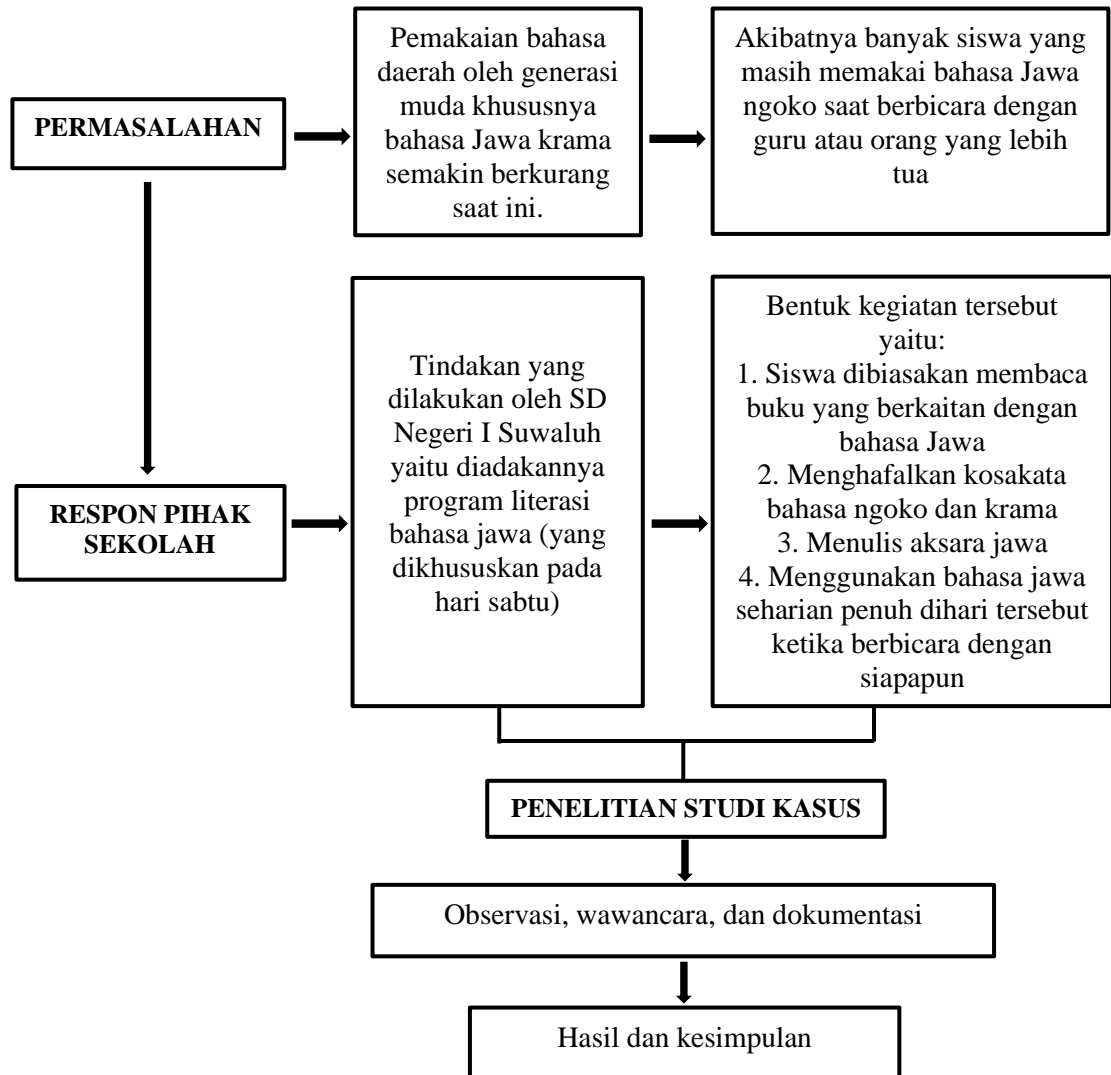 PERMASALAHAN
Pemakaian bahasa
daerah oleh generasi
muda khususnya
bahasa Jawa krama
semakin berkurang
saat ini.
Akibatnya banyak siswa yang
masih memakai bahasa Jawa
ngoko saat berbicara dengan
guru atau orang yang lebih
tua
RESPON PIHAK
SEKOLAH
Tindakan yang
dilakukan oleh SD
Negeri I Suwaluh
yaitu diadakannya
program literasi
bahasa jawa (yang
dikhususkan pada
hari sabtu)
Bentuk kegiatan tersebut
yaitu:
1. Siswa dibiasakan membaca
buku yang berkaitan dengan
bahasa Jawa
2. Menghafalkan kosakata
bahasa ngoko dan krama
3. Menulis aksara jawa
4. Menggunakan bahasa jawa
seharian penuh dihari tersebut
ketika berbicara dengan
siapapun
PENELITIAN STUDI KASUS
Observasi, wawancara, dan dokumentasi
Hasil dan kesimpulan